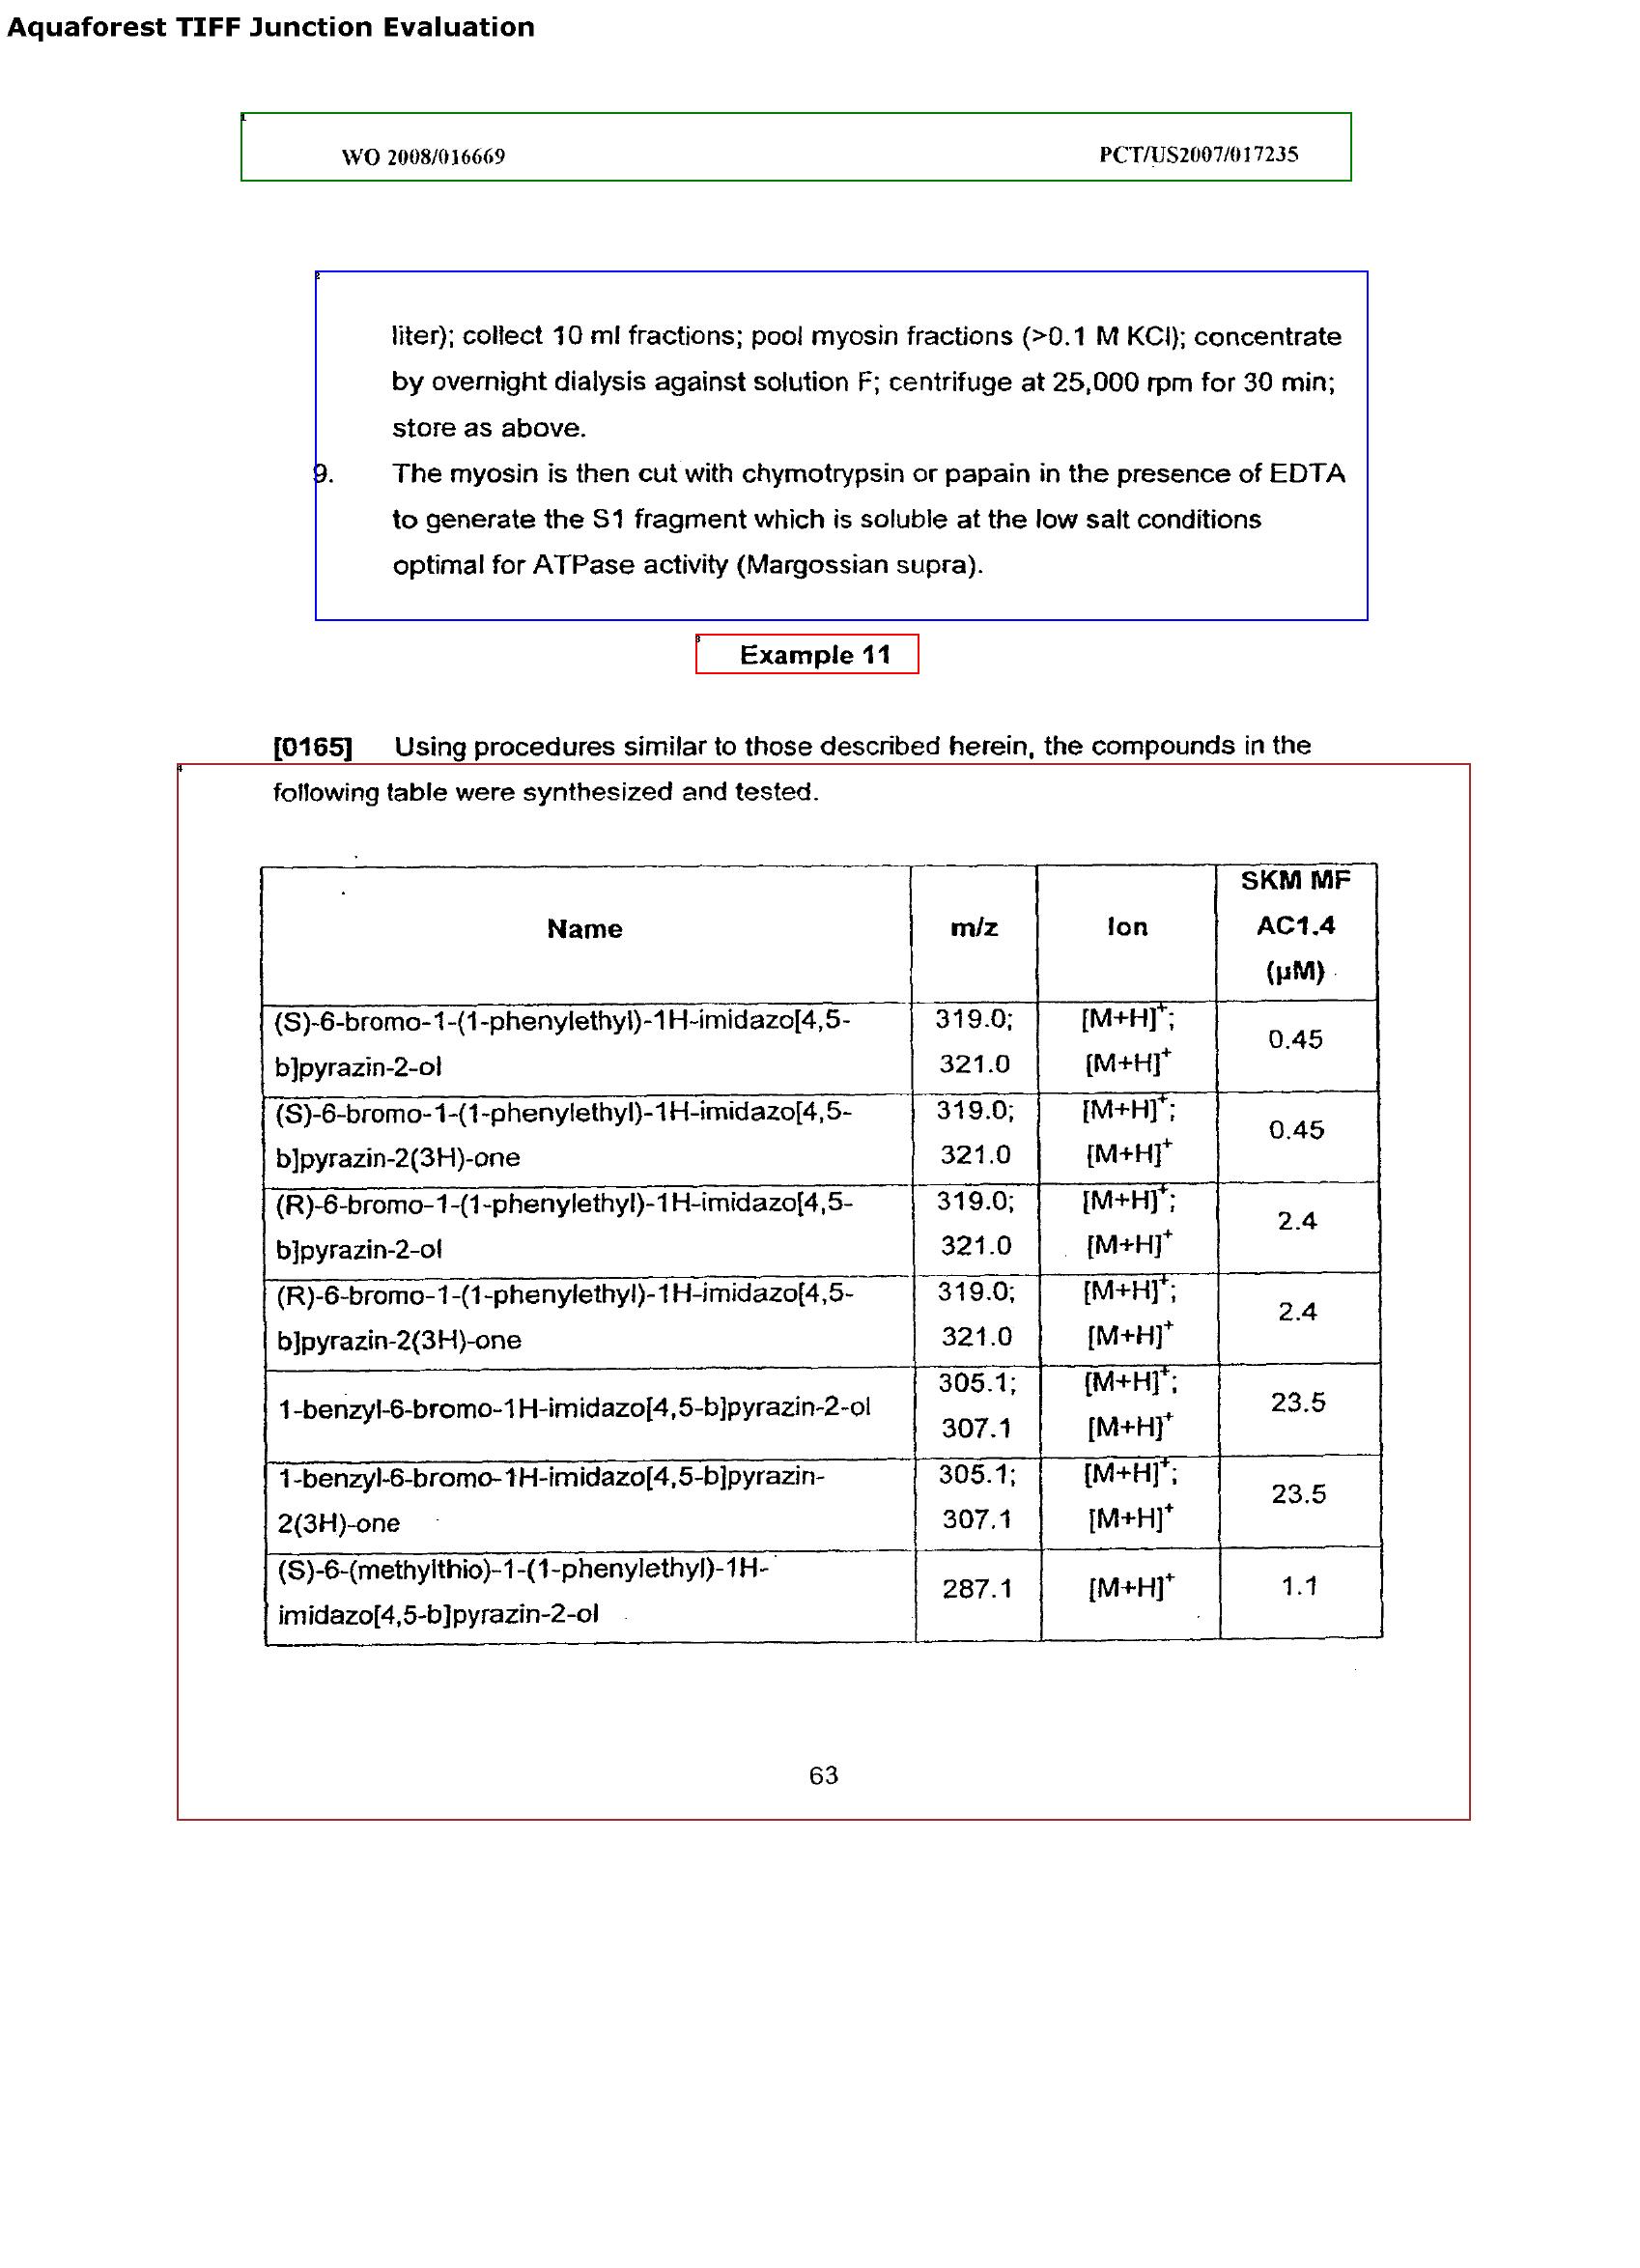 Aquaforest TIFF Junction Evaluation
1
WO 2008/016669 PCT/US2007/017235
2
liter); collect 10 ml fractions; pool myosin fractions (>0.1 M KCl); concentrate
by overnight dialysis against solution F; centrifuge at 25,000 rpm for 30 min;
store as above.
9. The myosin is then cut with chymotrypsin or papain in the presence of EDTA
to generate the S1 fragment which is soluble at the low salt conditions
optimal for ATPase activity (Margossian supra).
3
Example 11
[0165] Using procedures similar to those described herein, the compounds in the
4
following table were synthesized and tested.
Name m/z Ion SKM MF
AC1.4
(µM)
(S)-6-bromo-1-(1-phenylethyl)-1H-imidazo[4,5- 319.0; [M+H]⁺; 0.45
b]pyrazin-2-ol 321.0 [M+H]⁺
(S)-6-bromo-1-(1-phenylethyl)-1H-imidazo[4,5- 319.0; [M+H]⁺; 0.45
b]pyrazin-2(3H)-one 321.0 [M+H]⁺
(R)-6-bromo-1-(1-phenylethyl)-1H-imidazo[4,5- 319.0; [M+H]⁺; 2.4
b]pyrazin-2-ol 321.0 [M+H]⁺
(R)-6-bromo-1-(1-phenylethyl)-1H-imidazo[4,5- 319.0; [M+H]⁺; 2.4
b]pyrazin-2(3H)-one 321.0 [M+H]⁺
1-benzyl-6-bromo-1H-imidazo[4,5-b]pyrazin-2-ol 305.1; [M+H]⁺; 23.5
307.1 [M+H]⁺
1-benzyl-6-bromo-1H-imidazo[4,5-b]pyrazin- 305.1; [M+H]⁺; 23.5
2(3H)-one 307.1 [M+H]⁺
(S)-6-(methylthio)-1-(1-phenylethyl)-1H- 287.1 [M+H]⁺ 1.1
imidazo[4,5-b]pyrazin-2-ol
63